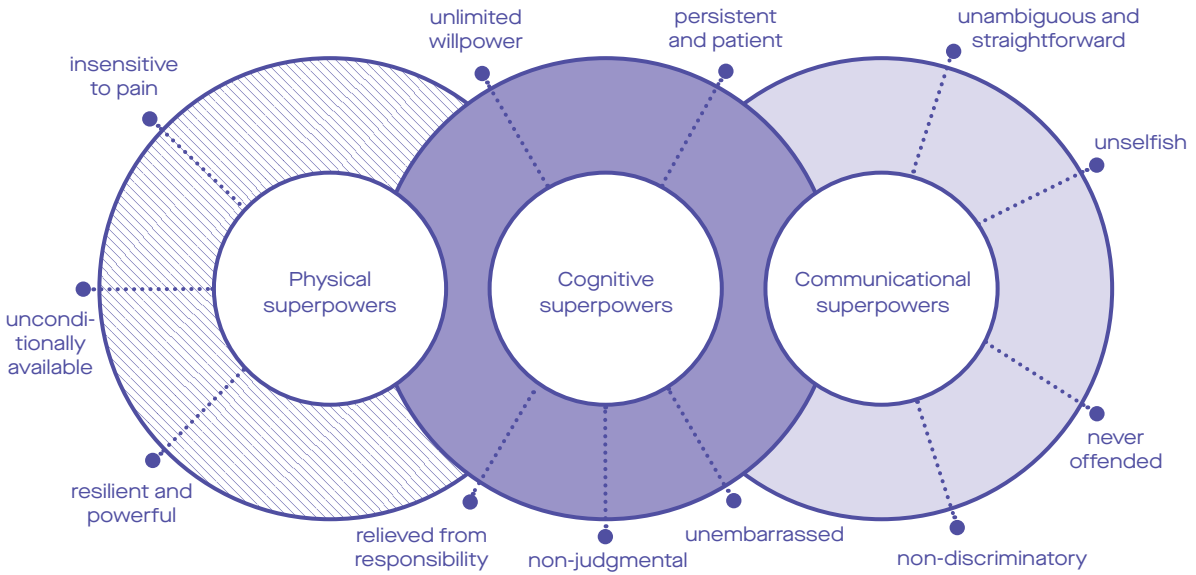 unlimited
willpower
persistent
and patient
unambiguous and
straightforward
insensitive
to pain
unselfish
Physical
superpowers
Cognitive
superpowers
Communicational
superpowers
uncondi-
tionally
available
never
offended
resilient and
powerful
relieved from
responsibility
non-judgmental
unembarrassed
non-discriminatory